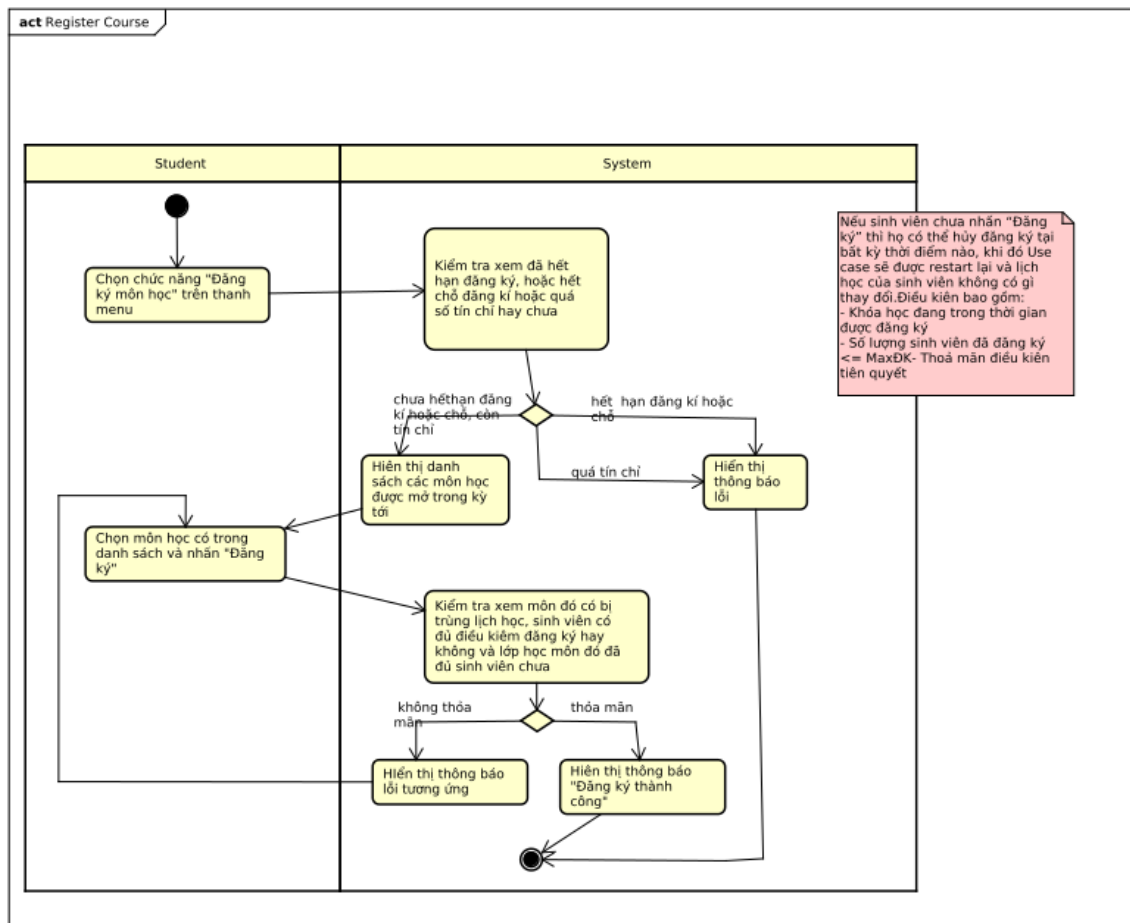 act Register Course
Student
System
Chọn chức năng "Đăng
ký môn học" trên thanh
menu
Kiểm tra xem đã hết
hạn đăng ký, hoặc hết
chỗ đăng kí hoặc quá
số tín chỉ hay chưa
Nếu sinh viên chưa nhấn “Đăng
ký” thì họ có thể hủy đăng ký tại
bất kỳ thời điểm nào, khi đó Use
case sẽ được restart lại và lịch
học của sinh viên không có gì
thay đổi.Điều kiên bao gồm:
- Khóa học đang trong thời gian
được đăng ký
- Số lượng sinh viên đã đăng ký
<= MaxĐK- Thoả mãn điều kiên
tiên quyết
chưa hếthạn đăng
kí hoặc chỗ, còn
tín chỉ
hết  hạn đăng kí hoặc
chỗ
quá tín chỉ
Hiên thị danh
sách các môn học
được mở trong kỳ
tới
Hiển thị
thông báo
lỗi
Chọn môn học có trong
danh sách và nhấn "Đăng
ký"
Kiểm tra xem môn đó có bị
trùng lịch học, sinh viên có
đủ điều kiêm đăng ký hay
không và lớp học môn đó đã
đủ sinh viên chưa
không thỏa
mãn
thỏa mãn
HIển thị thông báo
lỗi tương ứng
Hiên thị thông báo
"Đăng ký thành
công"